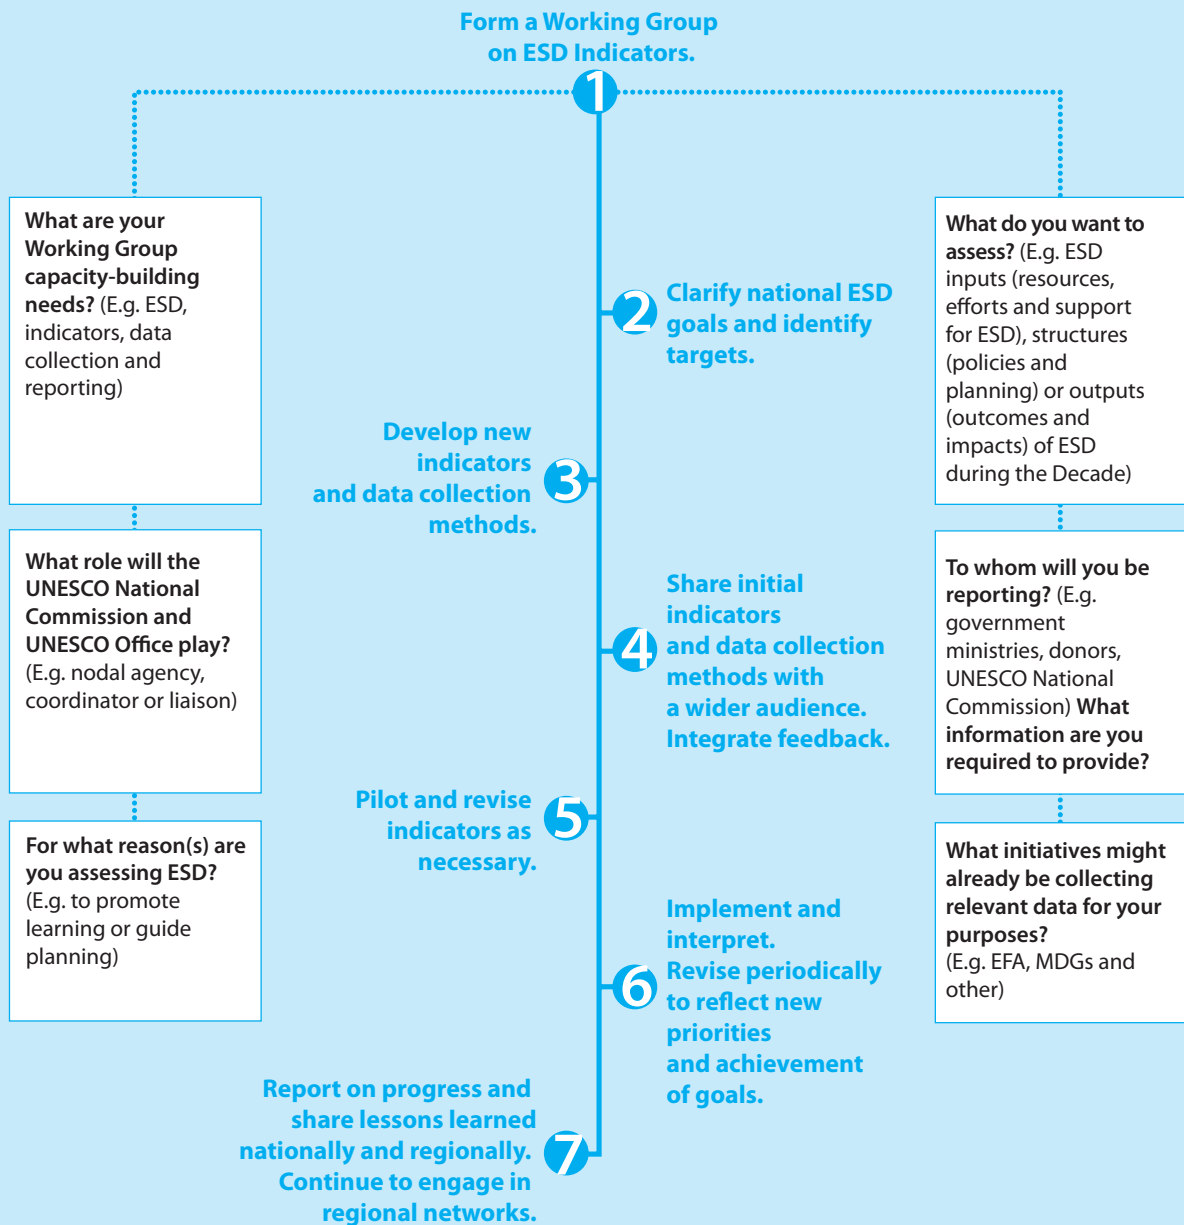 Form a Working Group
on ESD Indicators.
1
What are your
Working Group
capacity-building
needs? (E.g. ESD,
indicators, data
collection and
reporting)
What role will the
UNESCO National
Commission and
UNESCO Office play?
(E.g. nodal agency,
coordinator or liaison)
For what reason(s) are
you assessing ESD?
(E.g. to promote
learning or guide
planning)
2
Clarify national ESD
goals and identify
targets.
Develop new
indicators
and data collection
methods.
3
4
Share initial
indicators
and data collection
methods with
a wider audience.
Integrate feedback.
Pilot and revise
indicators as
necessary.
5
6
Implement and
interpret.
Revise periodically
to reflect new
priorities
and achievement
of goals.
Report on progress and
share lessons learned
nationally and regionally.
Continue to engage in
regional networks.
7
What do you want to
assess? (E.g. ESD
inputs (resources,
efforts and support
for ESD), structures
(policies and
planning) or outputs
(outcomes and
impacts) of ESD
during the Decade)
To whom will you be
reporting? (E.g.
government
ministries, donors,
UNESCO National
Commission) What
information are you
required to provide?
What initiatives might
already be collecting
relevant data for your
purposes?
(E.g. EFA, MDGs and
other)